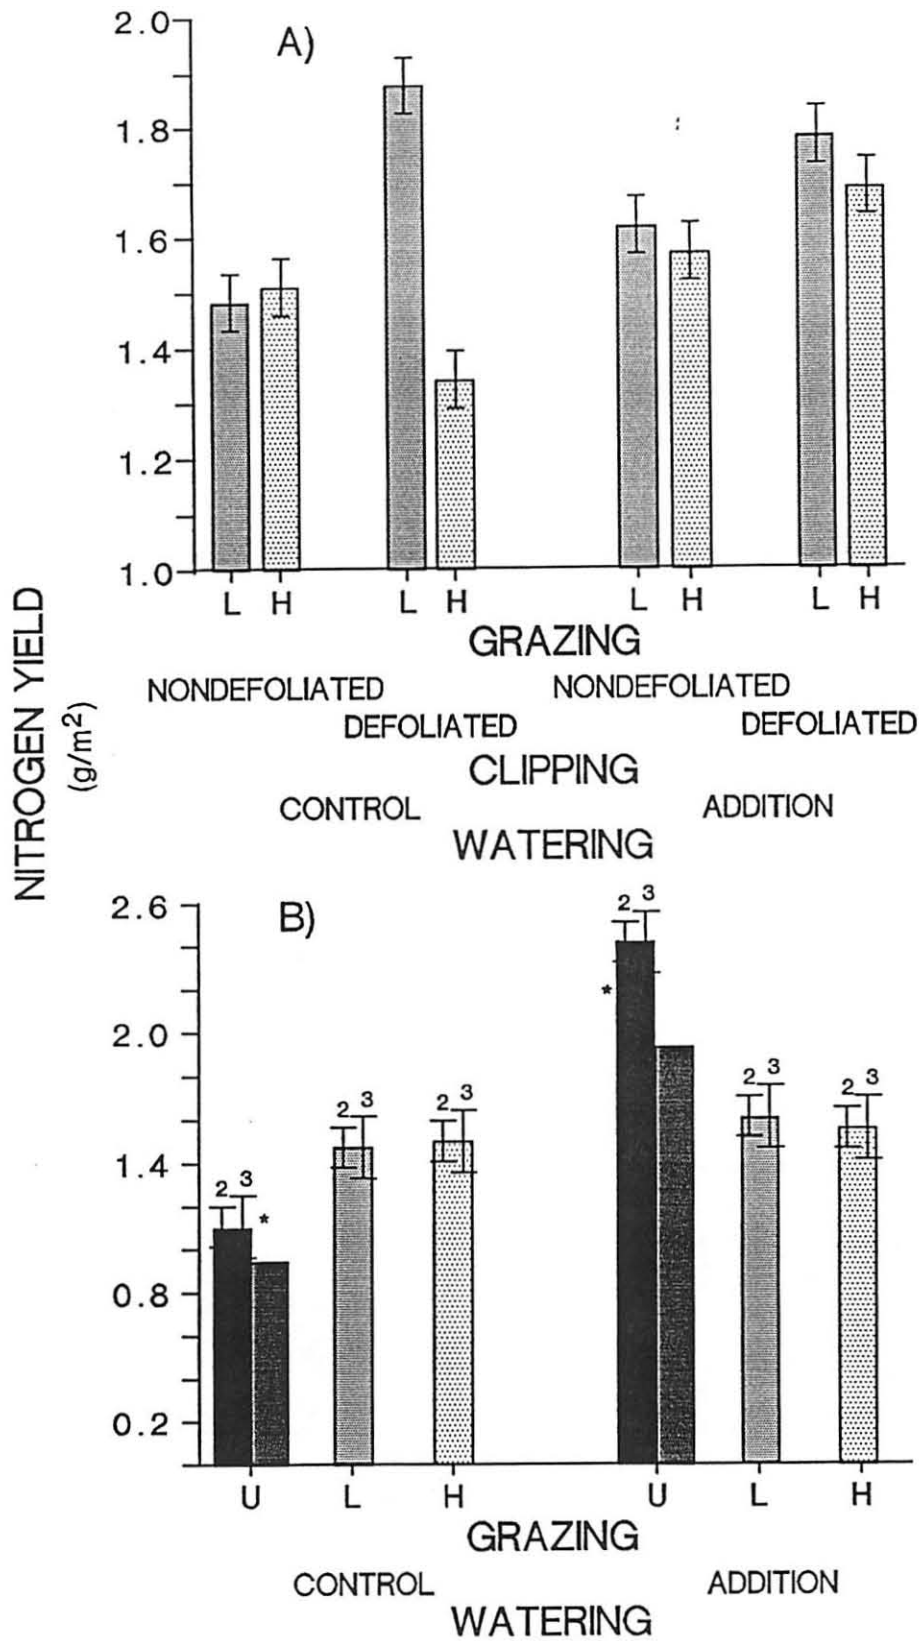 A)
2.0
1.8
1.6
1.4
1.2
1.0
L H L H L H L H
GRAZING
NONDEFOLIATED NONDEFOLIATED
DEFOLIATED DEFOLIATED
CLIPPING
CONTROL ADDITION
WATERING
NITROGEN YIELD
(g/m²)
B)
2.6
2.0
1.4
0.8
0.2
2 3 * 2 3 2 3 * 2 3 2 3 2 3
U L H U L H
GRAZING
CONTROL ADDITION
WATERING